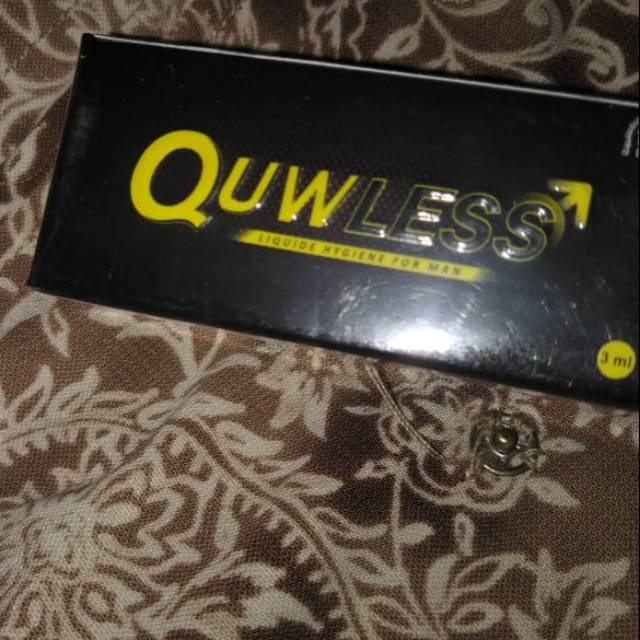 QUWLESS
LIQUIDE HYGIENE FOR MAN
3 ml